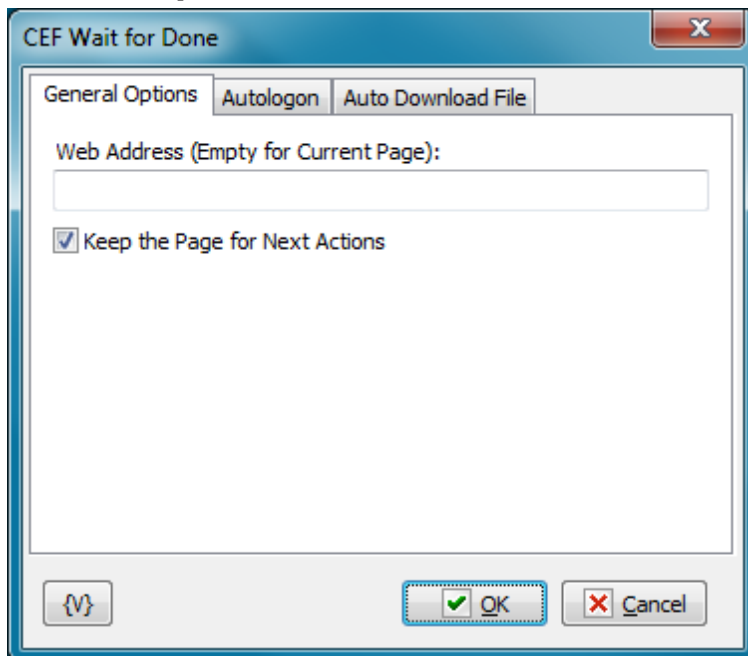 CEF Wait for Done
General Options Autologon Auto Download File
Web Address (Empty for Current Page):
Keep the Page for Next Actions
{V} OK Cancel